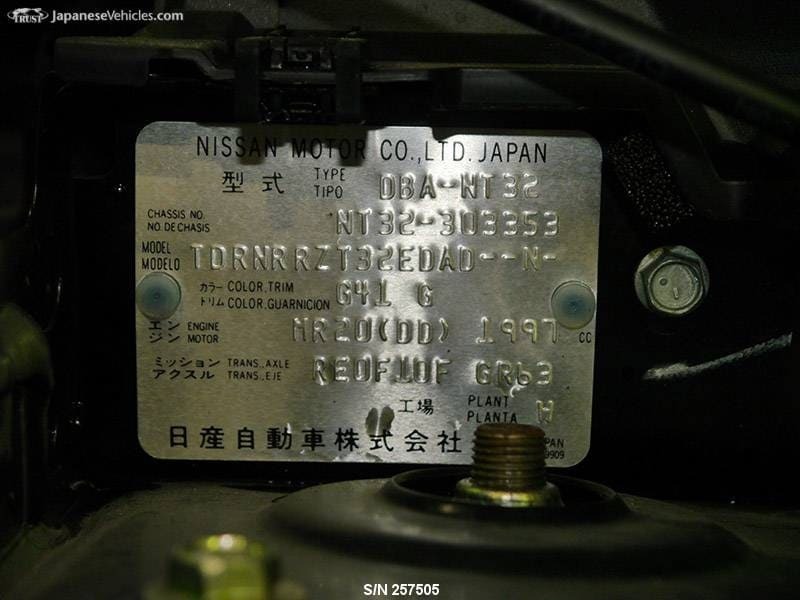 TRUST JapaneseVehicles.com
NISSAN MOTOR CO.,LTD. JAPAN
型式 TYPE TIPO DBA-NT32
CHASSIS NO. NO. DE CHASIS NT32-303353
MODEL MODELO TDRNRRZT32EDAD--N-
カラー トリム COLOR,TRIM COLOR,GUARNICION G41 G
エンジン ENGINE MOTOR MR20(DD) 1997 CC
ミッション アクスル TRANS.,AXLE TRANS.,EJE RE0F10F GR63
工場 PLANT PLANTA W
日産自動車株式会社
S/N 257505